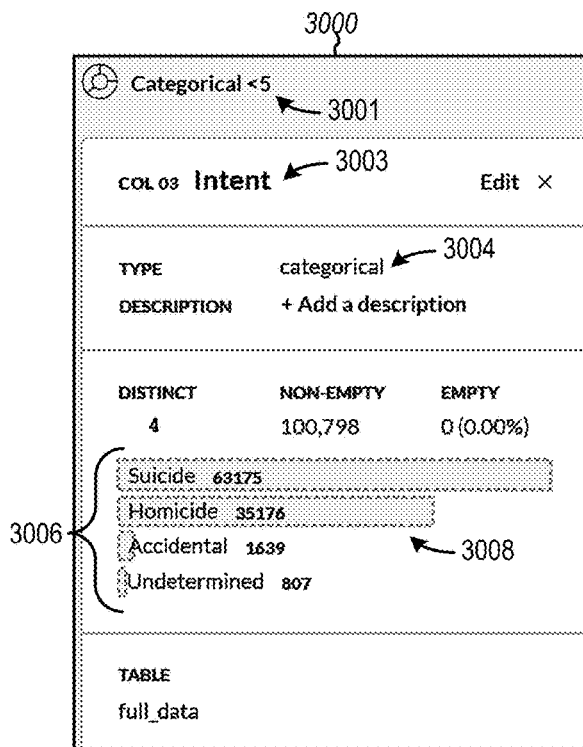 3000
Categorical <5
3001
COL 03 Intent
3003
Edit ×
3004
TYPE categorical
DESCRIPTION + Add a description
DISTINCT NON-EMPTY EMPTY
4 100,798 0 (0.00%)
Suicide 63175
Homicide 35176
3006
Accidental 1639
3008
Undetermined 807
TABLE
full_data